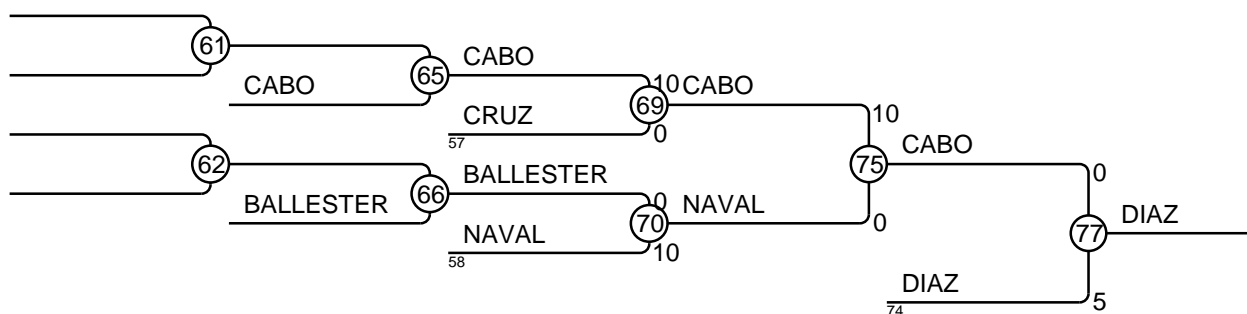 61
CABO
65
CABO
10
CRUZ
57
69
0
CABO
10
62
BALLESTER
66
BALLESTER
0
NAVAL
58
70
10
NAVAL
75
0
CABO
0
77
DIAZ
DIAZ
74
5